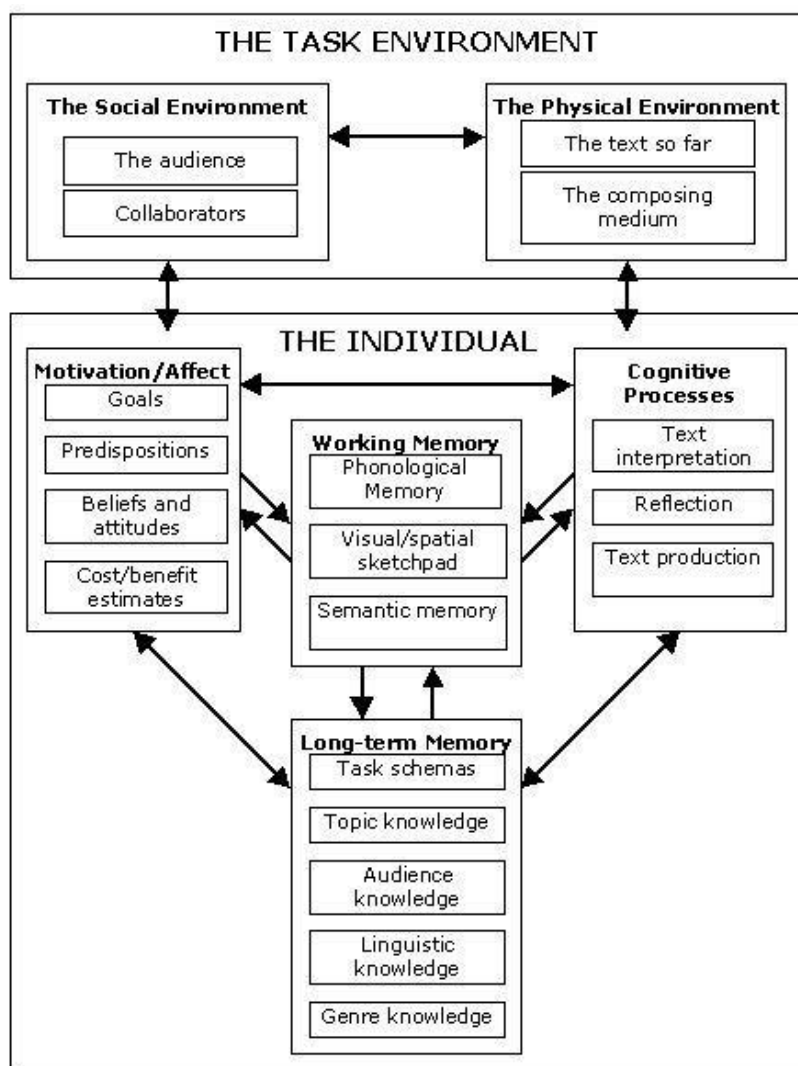 THE TASK ENVIRONMENT
The Social Environment
The audience
Collaborators
The Physical Environment
The text so far
The composing
medium
THE INDIVIDUAL
Motivation/Affect
Goals
Predispositions
Beliefs and
attitudes
Cost/benefit
estimates
Working Memory
Phonological
Memory
Visual/spatial
sketchpad
Semantic memory
Cognitive
Processes
Text
interpretation
Reflection
Text production
Long-term Memory
Task schemas
Topic knowledge
Audience
knowledge
Linguistic
knowledge
Genre knowledge